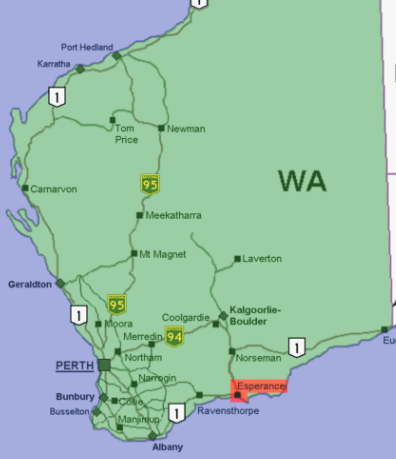 1
Port Hedland
Karratha
1
Tom
Price
Newman
WA
95
Carnarvon
Meekatharra
Mt Magnet
Laverton
Geraldton
95
1
Moora
Coolgardie
Kalgoorlie-
Boulder
Merredin
94
1
Northam
Norseman
PERTH
Narrogin
Esperance
Bunbury
Collie
Busselton
1
Ravensthorpe
Manjimup
Albany